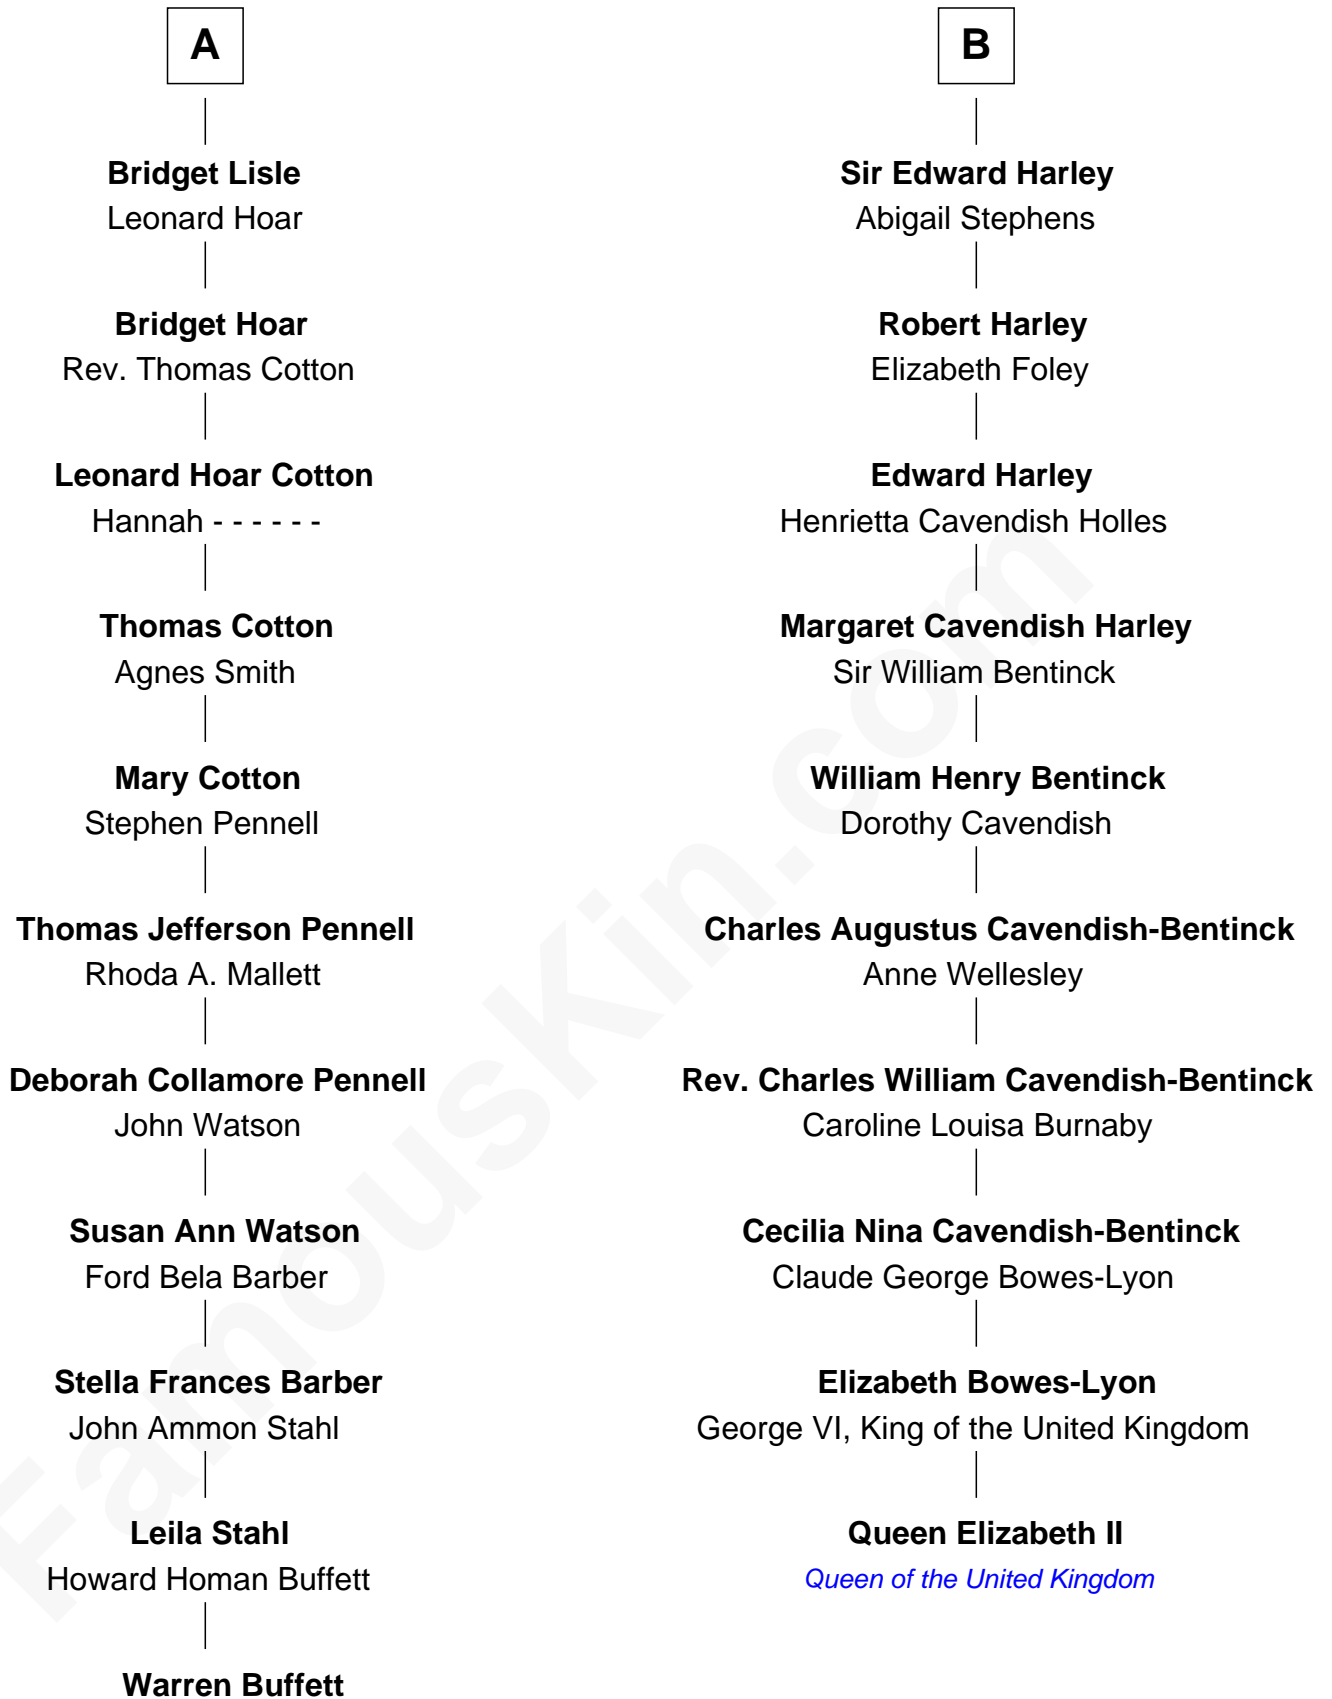 A
Bridget Lisle
Leonard Hoar
Bridget Hoar
Rev. Thomas Cotton
Leonard Hoar Cotton
Hannah - - - - - -
Thomas Cotton
Agnes Smith
Mary Cotton
Stephen Pennell
Thomas Jefferson Pennell
Rhoda A. Mallett
Deborah Collamore Pennell
John Watson
Susan Ann Watson
Ford Bela Barber
Stella Frances Barber
John Ammon Stahl
Leila Stahl
Howard Homan Buffett
Warren Buffett
B
Sir Edward Harley
Abigail Stephens
Robert Harley
Elizabeth Foley
Edward Harley
Henrietta Cavendish Holles
Margaret Cavendish Harley
Sir William Bentinck
William Henry Bentinck
Dorothy Cavendish
Charles Augustus Cavendish-Bentinck
Anne Wellesley
Rev. Charles William Cavendish-Bentinck
Caroline Louisa Burnaby
Cecilia Nina Cavendish-Bentinck
Claude George Bowes-Lyon
Elizabeth Bowes-Lyon
George VI, King of the United Kingdom
Queen Elizabeth II
Queen of the United Kingdom
FamousKin.com